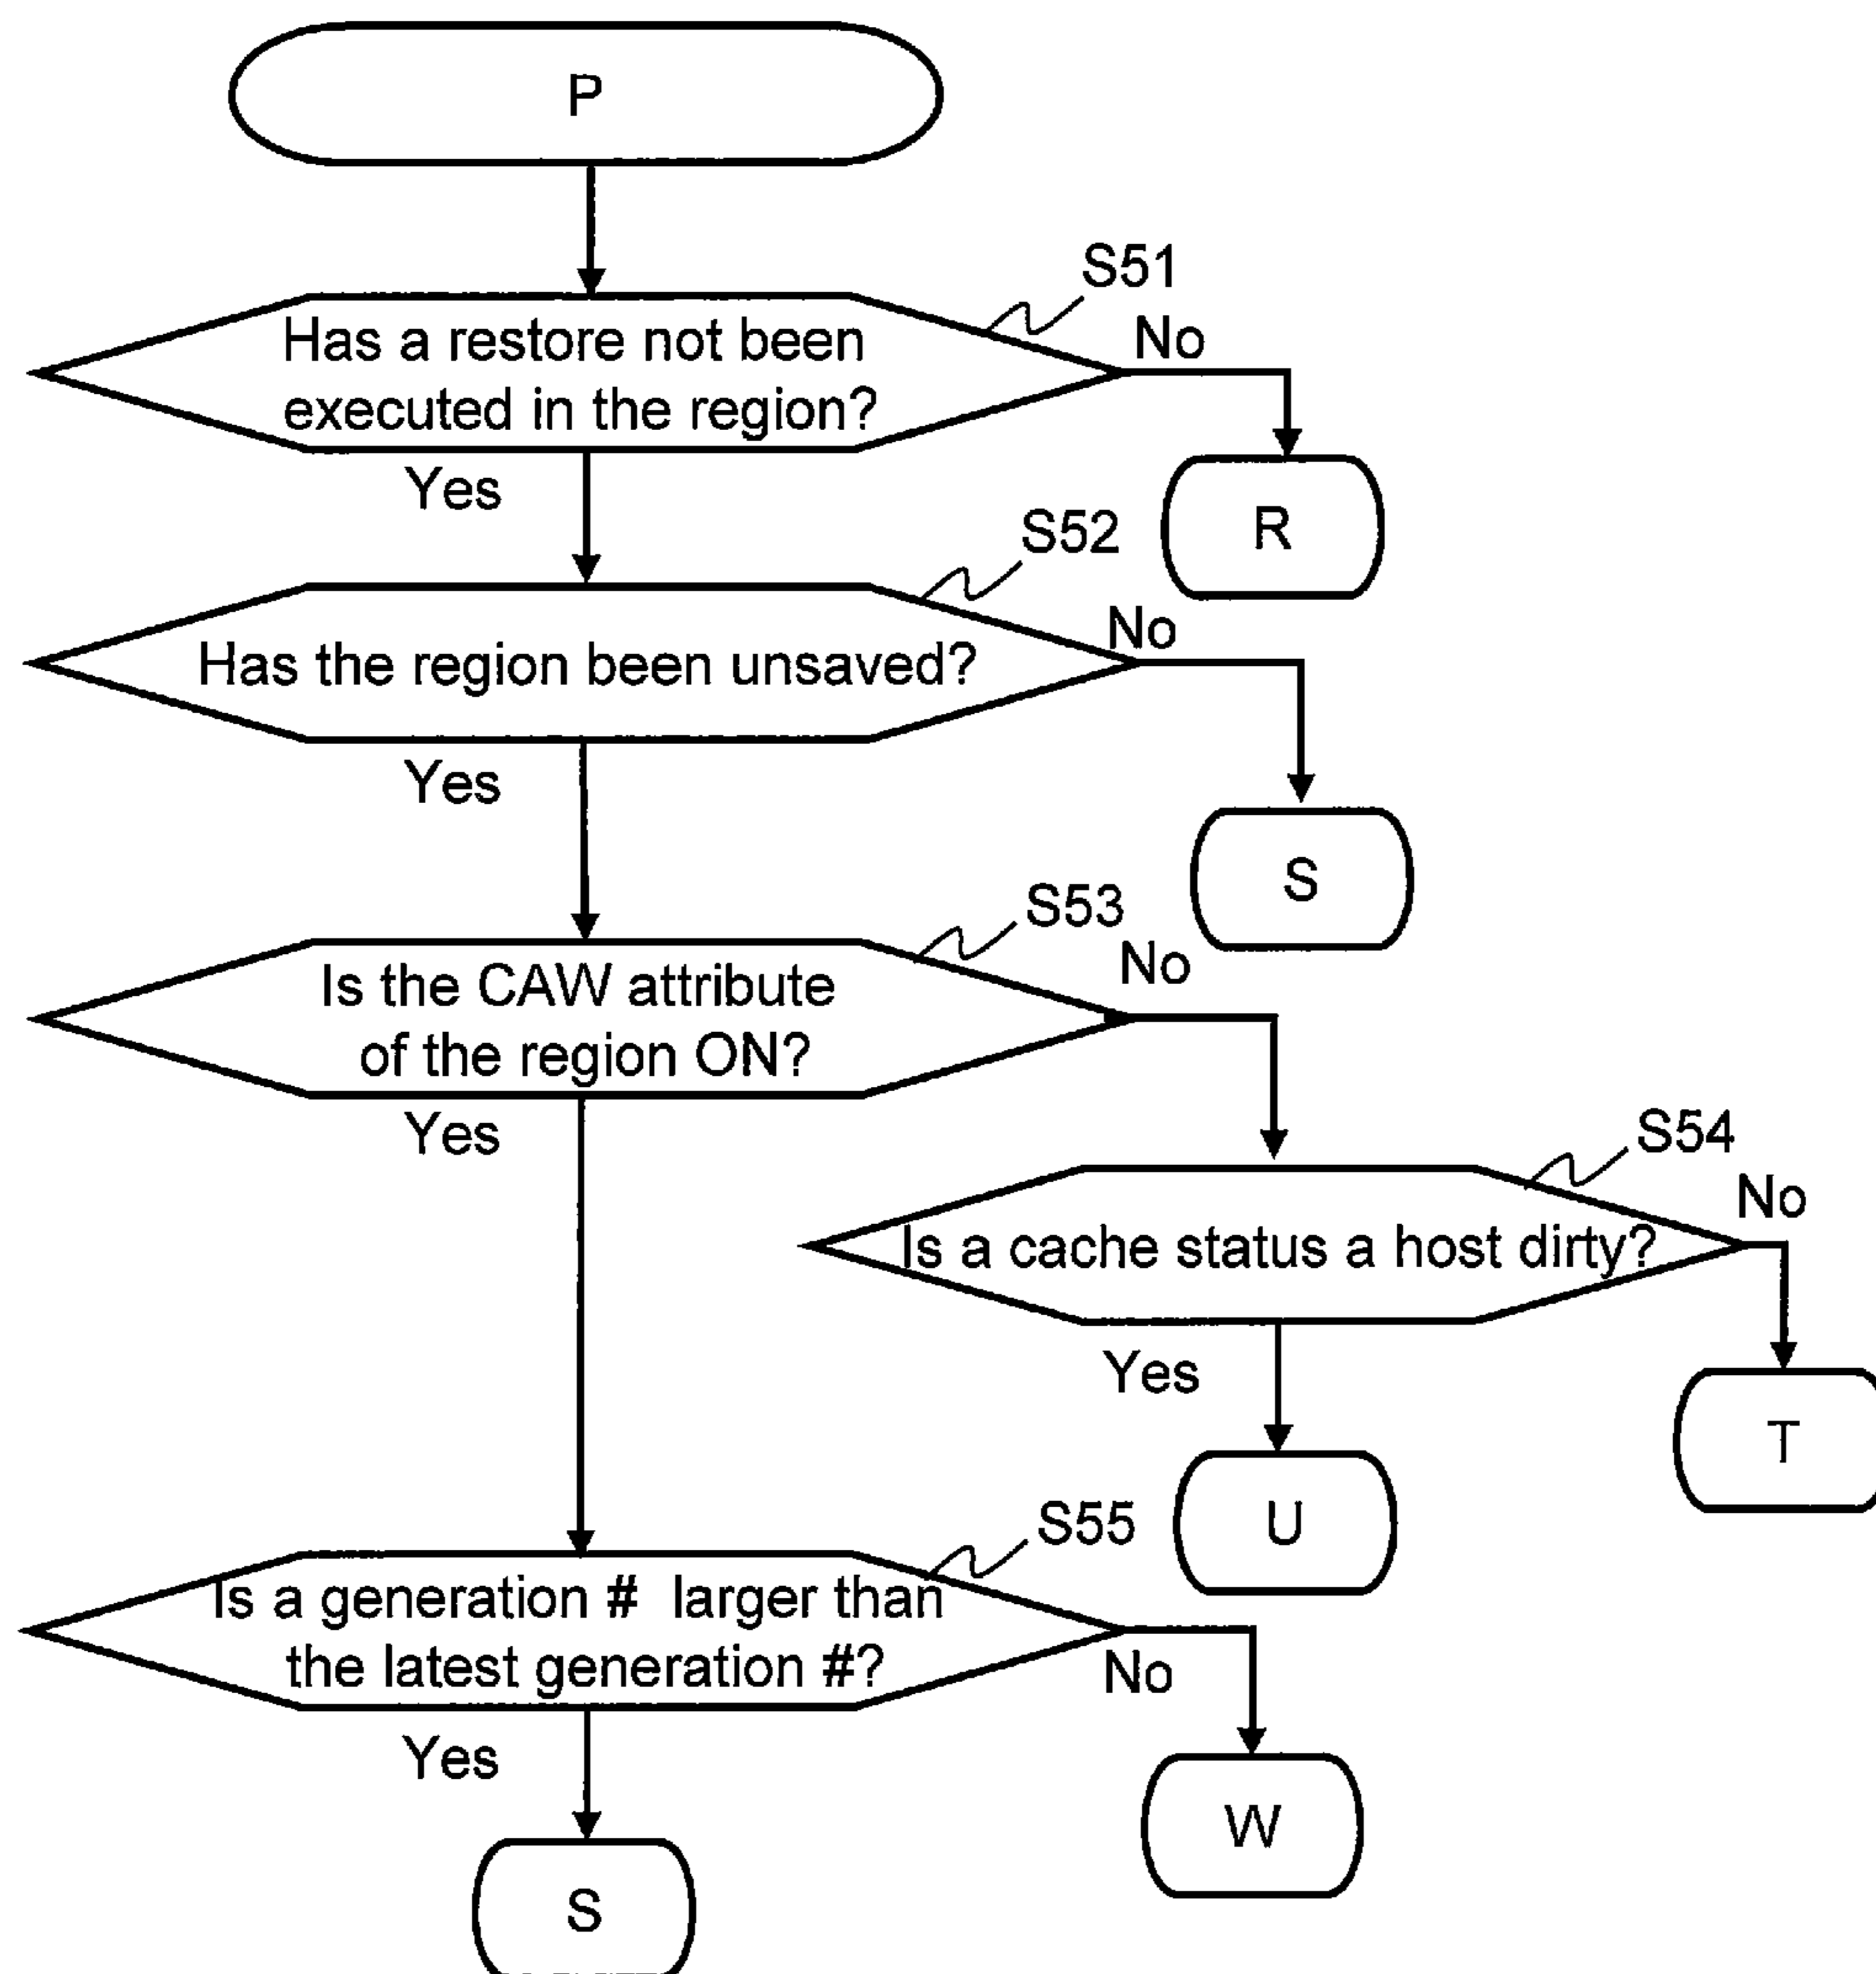 P
S51
Has a restore not been
executed in the region?
No
Yes
R
S52
Has the region been unsaved?
No
Yes
S
S53
Is the CAW attribute
of the region ON?
No
Yes
S54
Is a cache status a host dirty?
No
Yes
T
U
S55
Is a generation # larger than
the latest generation #?
No
Yes
W
S